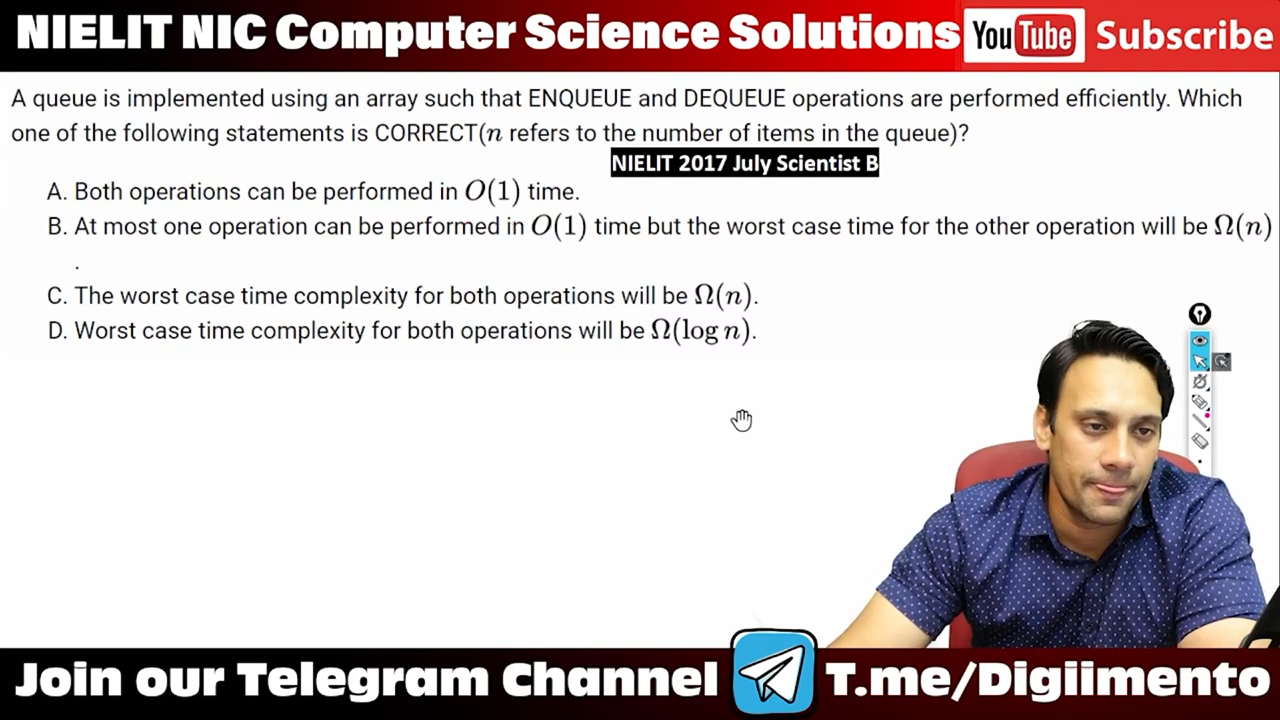 NIELIT NIC Computer Science Solutions YouTube Subscribe
A queue is implemented using an array such that ENQUEUE and DEQUEUE operations are performed efficiently. Which
one of the following statements is CORRECT(n refers to the number of items in the queue)?
NIELIT 2017 July Scientist B
A. Both operations can be performed in O(1) time.
B. At most one operation can be performed in O(1) time but the worst case time for the other operation will be Ω(n)
.
C. The worst case time complexity for both operations will be Ω(n).
D. Worst case time complexity for both operations will be Ω(log n).
Join our Telegram Channel T.me/Digiimento